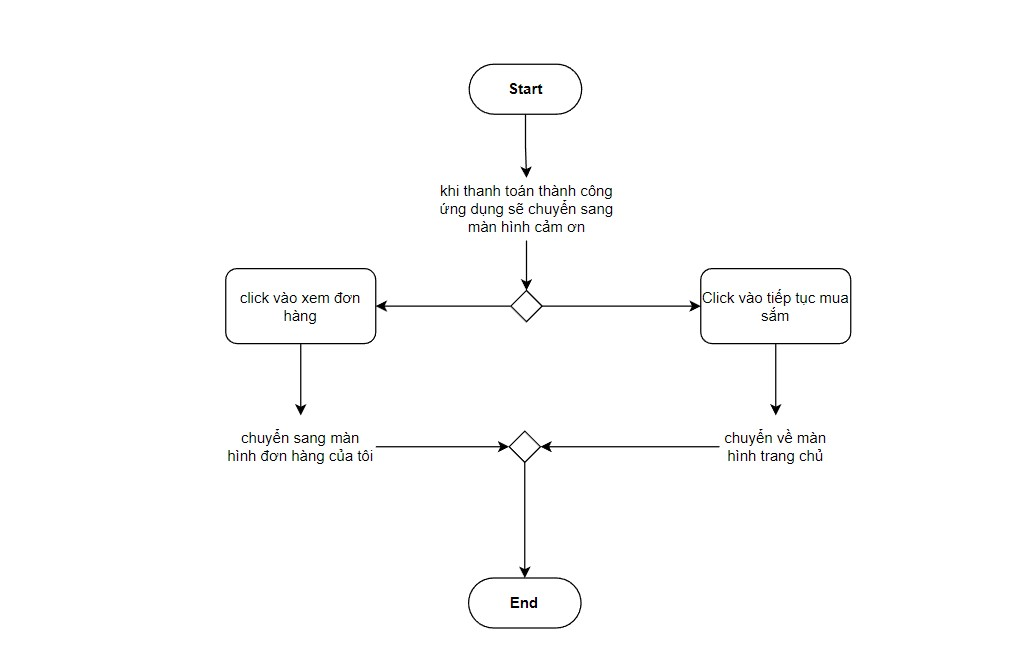 Start
khi thanh toán thành công
ứng dụng sẽ chuyển sang
màn hình cảm ơn
click vào xem đơn
hàng
Click vào tiếp tục mua
sắm
chuyển sang màn
hình đơn hàng của tôi
chuyển về màn
hình trang chủ
End